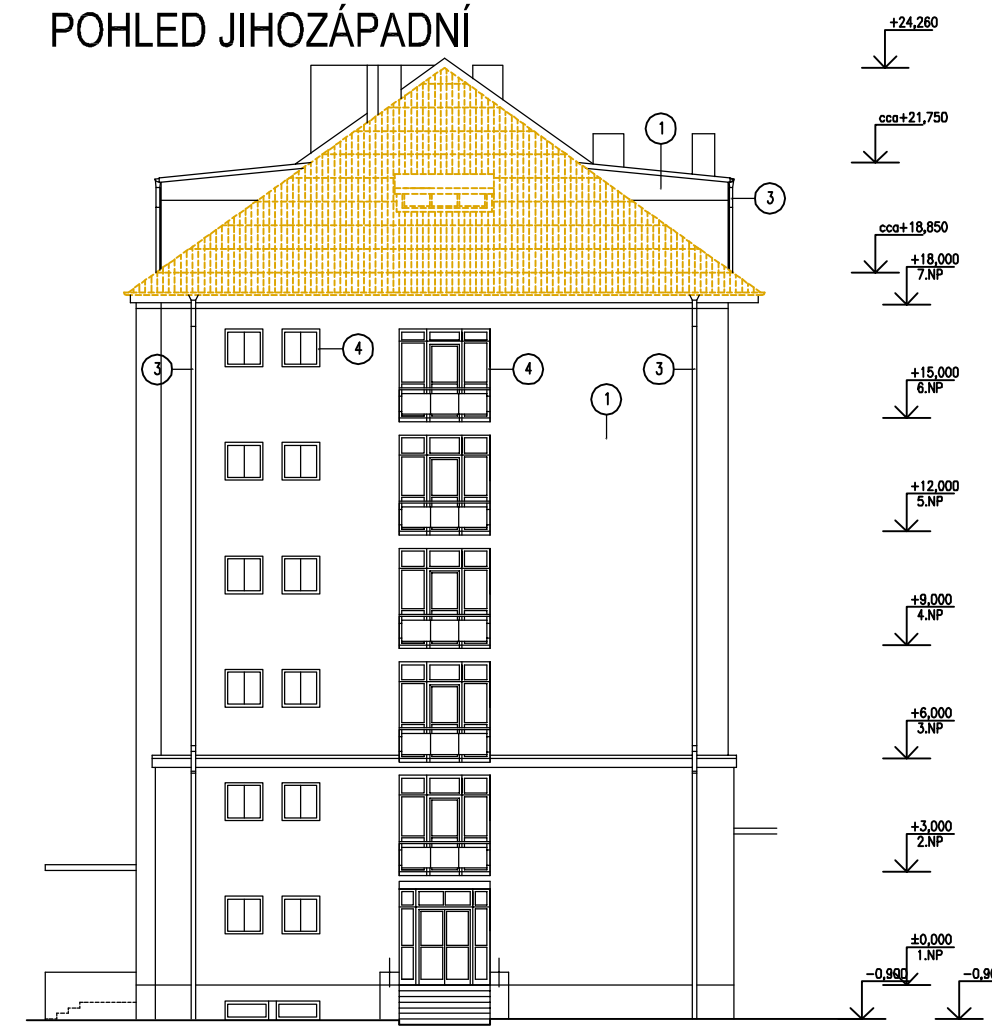 POHLED JIHOZÁPADNÍ
+24,260
cca+21,750
1
3
cca+18,850
+18,000
7.NP
3
4
4
3
1
+15,000
6.NP
+12,000
5.NP
+9,000
4.NP
+6,000
3.NP
+3,000
2.NP
±0,000
1.NP
-0,900